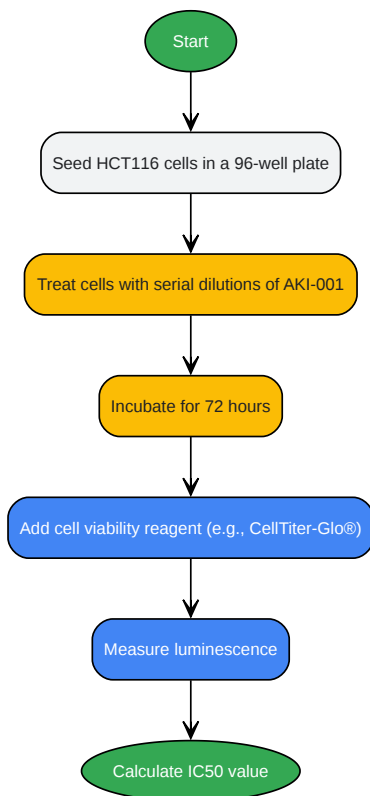 Start
Seed HCT116 cells in a 96-well plate
Treat cells with serial dilutions of AKI-001
Incubate for 72 hours
Add cell viability reagent (e.g., CellTiter-Glo®)
Measure luminescence
Calculate IC50 value